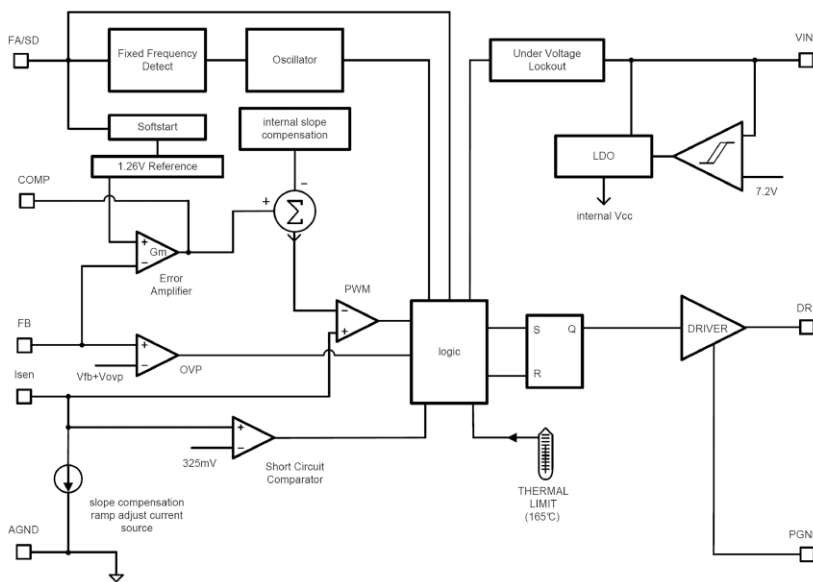 FA/SD
Fixed Frequency
Detect
Oscillator
Under Voltage
Lockout
VIN
Softstart
internal slope
compensation
1.26V Reference
LDO
COMP
7.2V
internal Vcc
−
+
Σ
+
Gm
−
Error
Amplifier
PWM
−
+
FB
S
Q
DRIVER
DR
+
−
OVP
logic
Vfb+Vovp
R
Isen
+
−
325mV
Short Circuit
Comparator
THERMAL
LIMIT
(165℃)
slope compensation
ramp adjust current
source
AGND
PGN